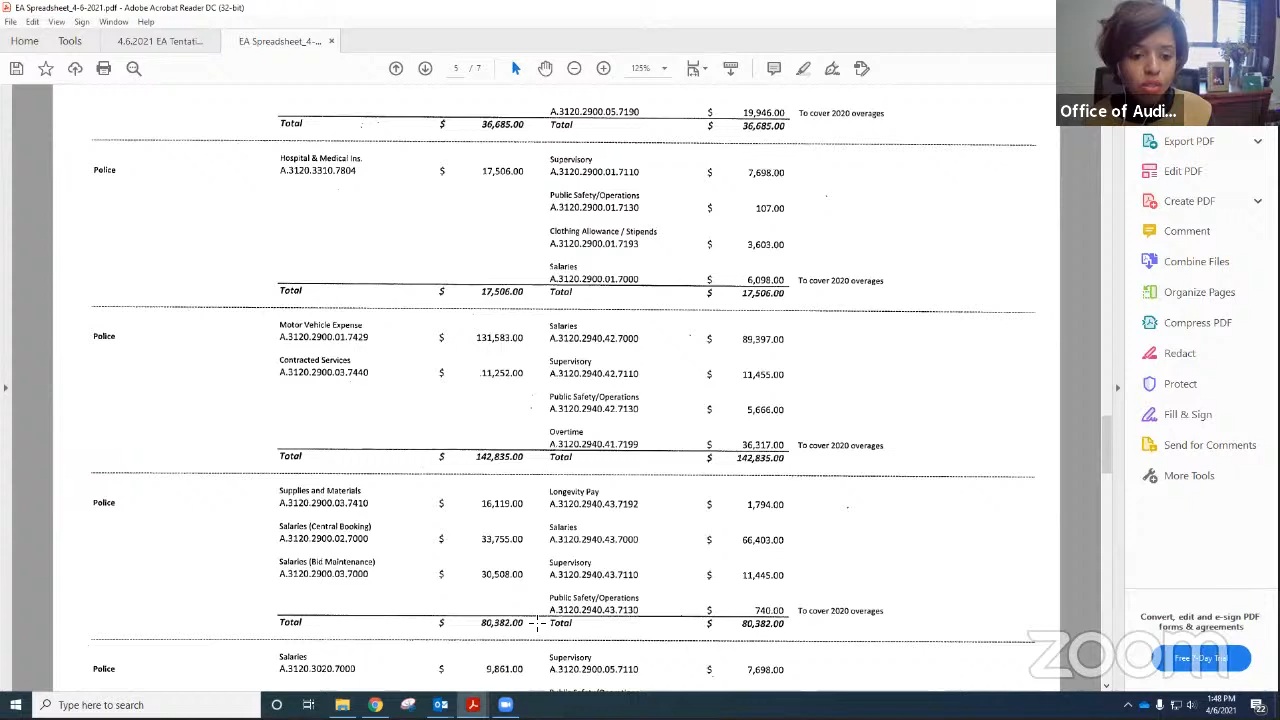 EA Spreadsheet_4-6-2021.pdf - Adobe Acrobat Reader DC (32-bit)
File Edit View Sign Window Help
Home Tools 4.6.2021 EA Tentati... EA Spreadsheet_4-... ×
5 / 7 125%
Office of Audi...
A.3120.2900.05.7190 $ 19,946.00 To cover 2020 overages
Total $ 36,685.00 Total $ 36,685.00
Hospital & Medical Ins. Supervisory
Police A.3120.3310.7804 $ 17,506.00 A.3120.2900.01.7110 $ 7,698.00
Public Safety/Operations
A.3120.2900.01.7130 $ 107.00
Clothing Allowance / Stipends
A.3120.2900.01.7193 $ 3,603.00
Salaries
A.3120.2900.01.7000 $ 6,098.00 To cover 2020 overages
Total $ 17,506.00 Total $ 17,506.00
Motor Vehicle Expense Salaries
Police A.3120.2900.01.7429 $ 131,583.00 A.3120.2940.42.7000 $ 89,397.00
Contracted Services Supervisory
A.3120.2900.03.7440 $ 11,252.00 A.3120.2940.42.7110 $ 11,455.00
Public Safety/Operations
A.3120.2940.42.7130 $ 5,666.00
Overtime
A.3120.2940.41.7199 $ 36,317.00 To cover 2020 overages
Total $ 142,835.00 Total $ 142,835.00
Supplies and Materials Longevity Pay
Police A.3120.2900.03.7410 $ 16,119.00 A.3120.2940.43.7192 $ 1,794.00
Salaries (Central Booking) Salaries
A.3120.2900.02.7000 $ 33,755.00 A.3120.2940.43.7000 $ 66,403.00
Salaries (Bid Maintenance) Supervisory
A.3120.2900.03.7000 $ 30,508.00 A.3120.2940.43.7110 $ 11,445.00
Public Safety/Operations
A.3120.2940.43.7130 $ 740.00 To cover 2020 overages
Total $ 80,382.00 Total $ 80,382.00
Salaries Supervisory
Police A.3120.3020.7000 $ 9,861.00 A.3120.2900.05.7110 $ 7,698.00
Export PDF
Edit PDF
Create PDF
Comment
Combine Files
Organize Pages
Compress PDF
Redact
Protect
Fill & Sign
Send for Comments
More Tools
Convert, edit and e-sign PDF
forms & agreements
Free 7-Day Trial
zoom
Type here to search
1:48 PM